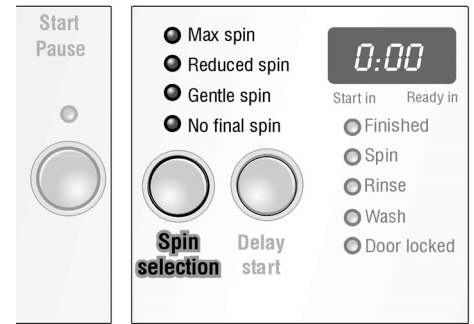 Start
Pause
Max spin
Reduced spin
Gentle spin
No final spin
Spin
selection
Delay
start
0:00
Start in Ready in
Finished
Spin
Rinse
Wash
Door locked